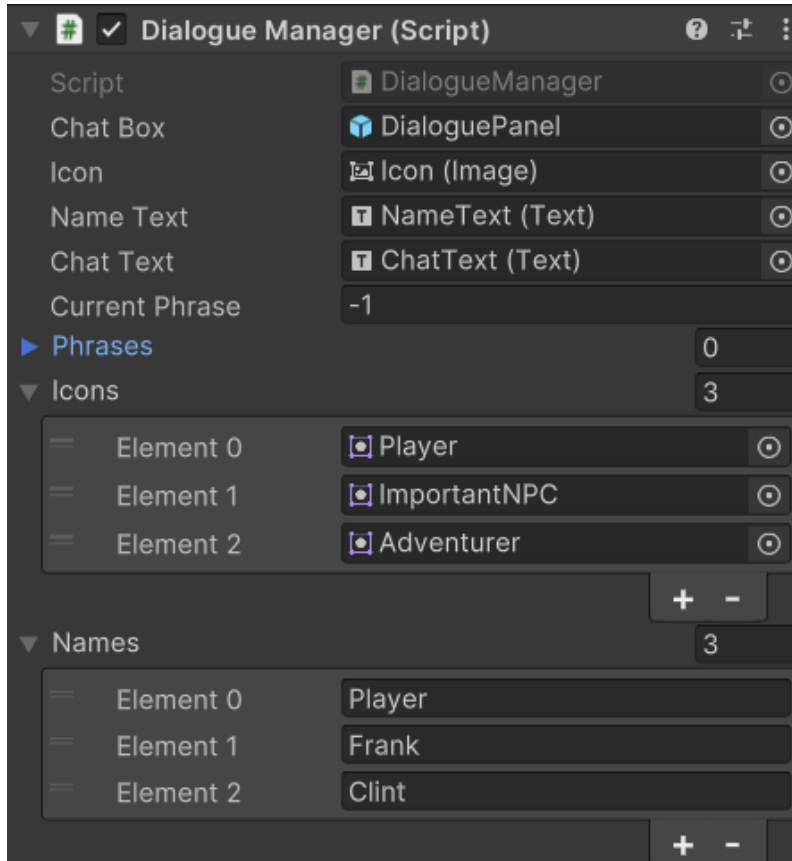 Dialogue Manager (Script)
Script DialogueManager
Chat Box DialoguePanel
Icon Icon (Image)
Name Text NameText (Text)
Chat Text ChatText (Text)
Current Phrase -1
Phrases 0
Icons 3
Element 0 Player
Element 1 ImportantNPC
Element 2 Adventurer
+ -
Names 3
Element 0 Player
Element 1 Frank
Element 2 Clint
+ -